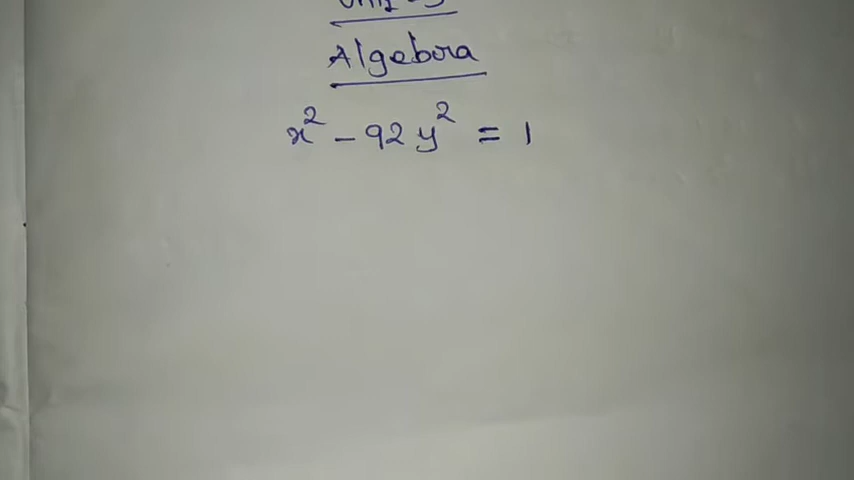 Algebra
x² - 92y² = 1